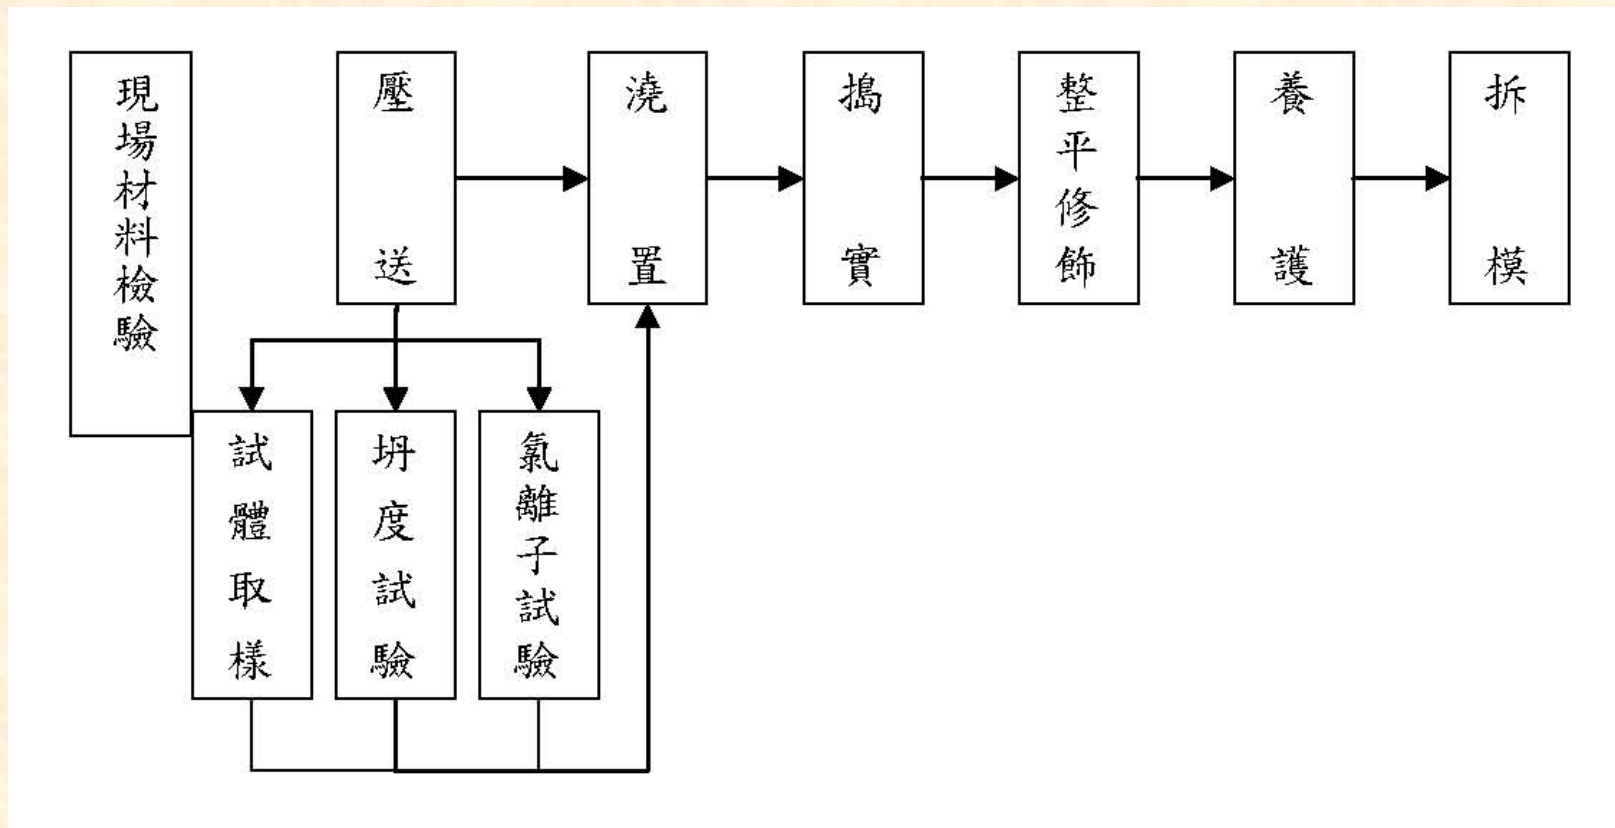 現場材料檢驗
壓送
澆置
搗實
整平修飾
養護
拆模
試體取樣
坍度試驗
氯離子試驗